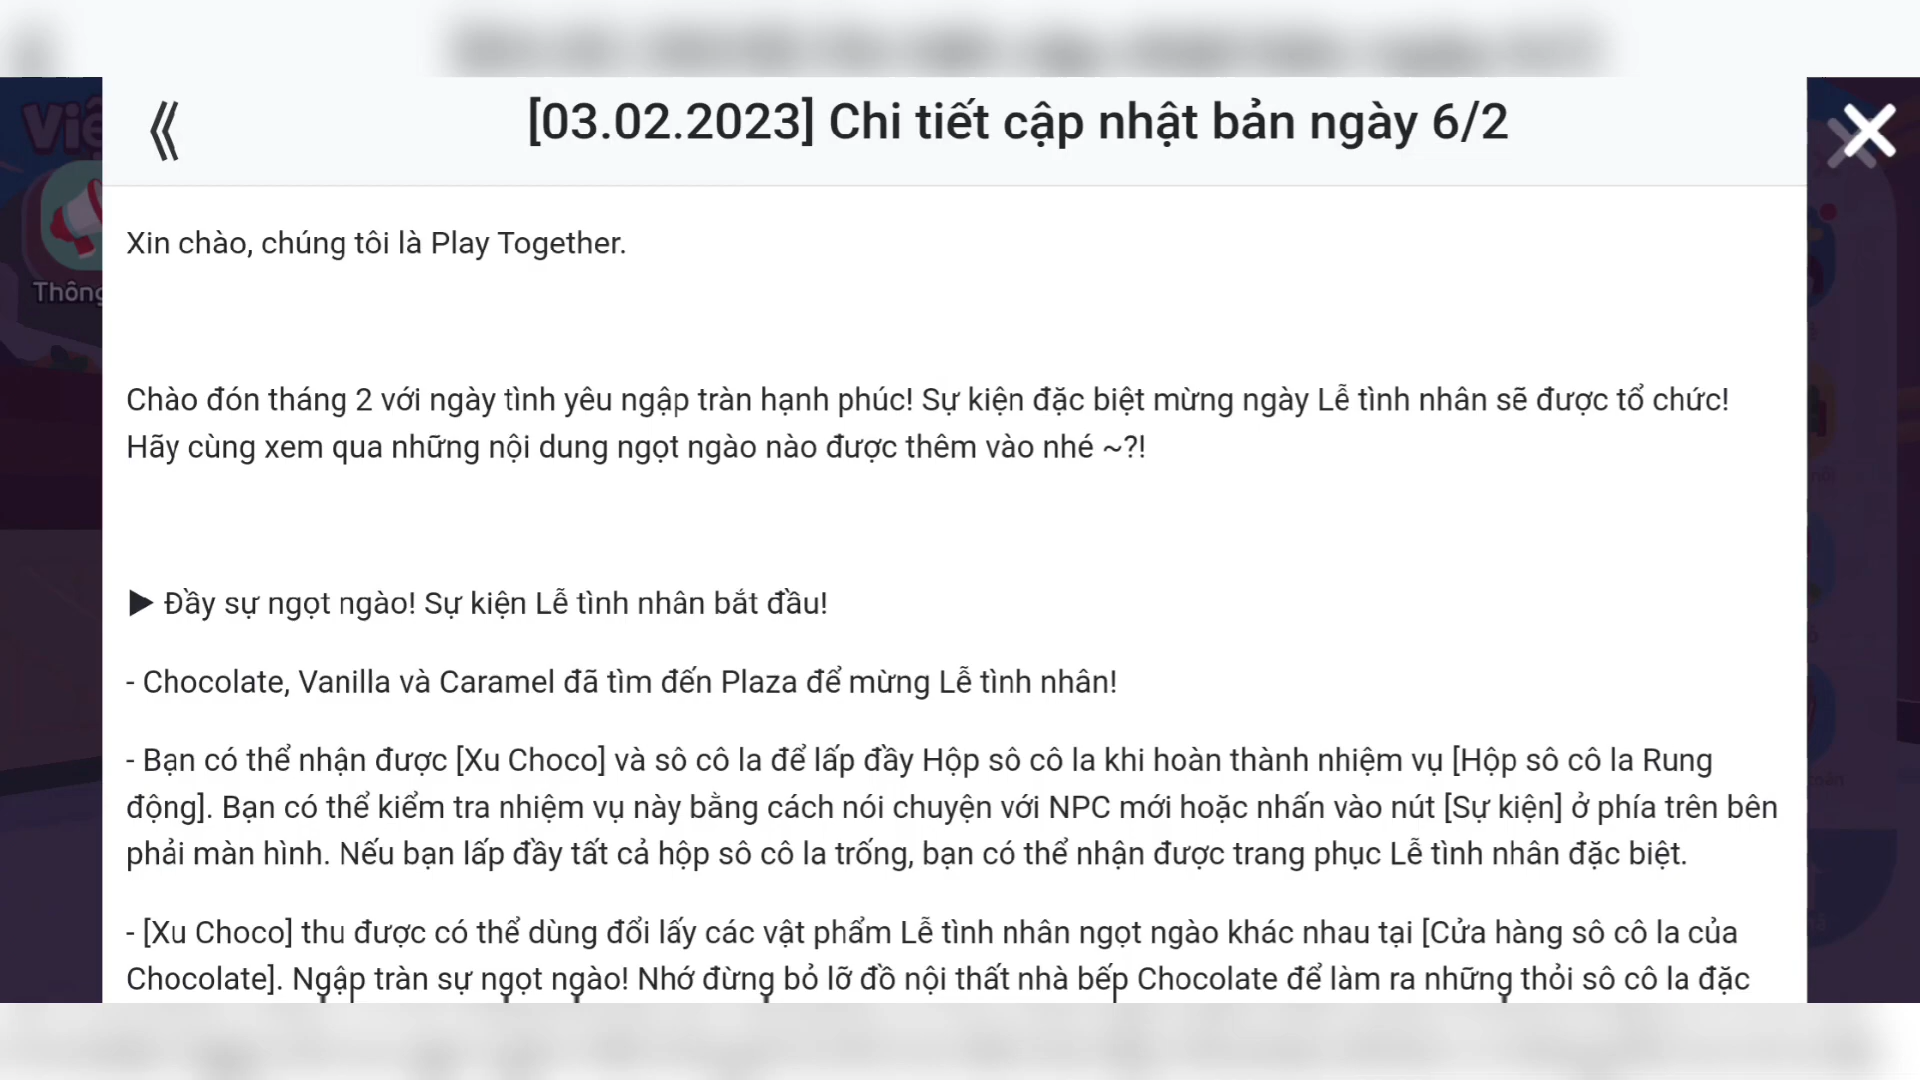 [03.02.2023] Chi tiết cập nhật bản ngày 6/2
Việ
Thông
Xin chào, chúng tôi là Play Together.
Chào đón tháng 2 với ngày tình yêu ngập tràn hạnh phúc! Sự kiện đặc biệt mừng ngày Lễ tình nhân sẽ được tổ chức!
Hãy cùng xem qua những nội dung ngọt ngào nào được thêm vào nhé ~?!
▶ Đầy sự ngọt ngào! Sự kiện Lễ tình nhân bắt đầu!
- Chocolate, Vanilla và Caramel đã tìm đến Plaza để mừng Lễ tình nhân!
- Bạn có thể nhận được [Xu Choco] và sô cô la để lấp đầy Hộp sô cô la khi hoàn thành nhiệm vụ [Hộp sô cô la Rung
động]. Bạn có thể kiểm tra nhiệm vụ này bằng cách nói chuyện với NPC mới hoặc nhấn vào nút [Sự kiện] ở phía trên bên
phải màn hình. Nếu bạn lấp đầy tất cả hộp sô cô la trống, bạn có thể nhận được trang phục Lễ tình nhân đặc biệt.
- [Xu Choco] thu được có thể dùng đổi lấy các vật phẩm Lễ tình nhân ngọt ngào khác nhau tại [Cửa hàng sô cô la của
Chocolate]. Ngập tràn sự ngọt ngào! Nhớ đừng bỏ lỡ đồ nội thất nhà bếp Chocolate để làm ra những thỏi sô cô la đặc